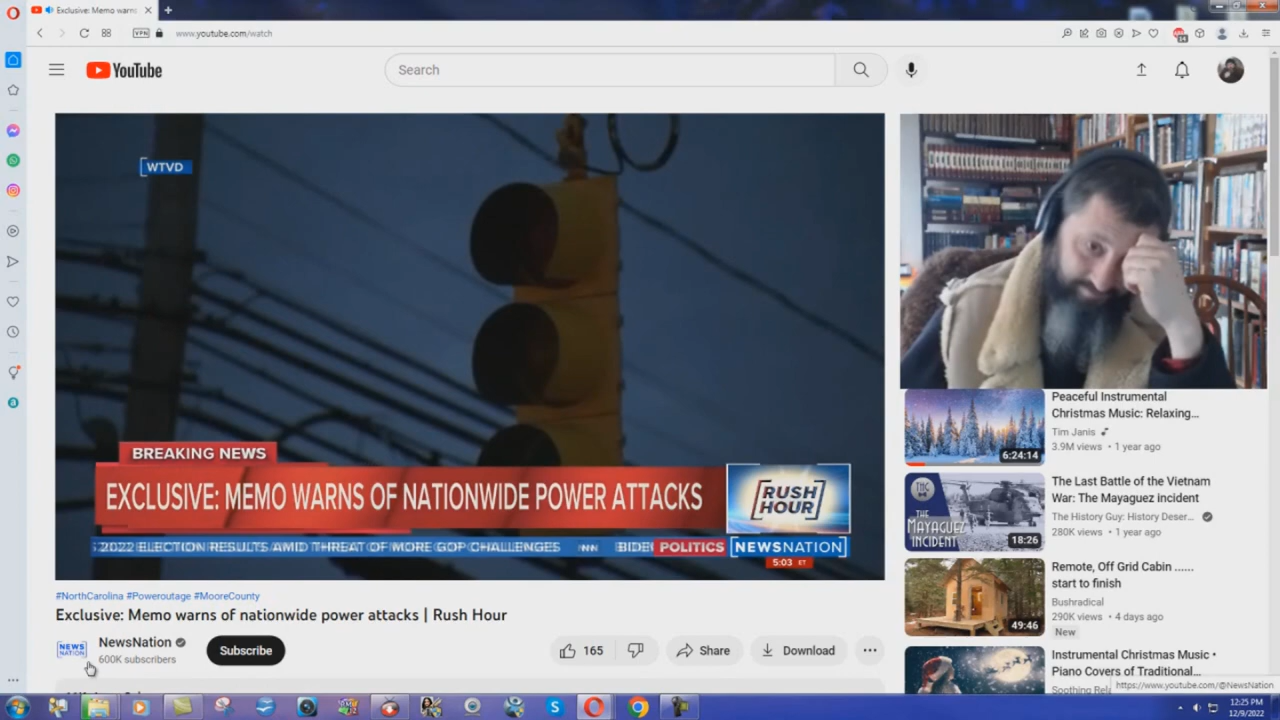 Exclusive: Memo warns
VPN
www.youtube.com/watch
YouTube
Search
WTVD
BREAKING NEWS
EXCLUSIVE: MEMO WARNS OF NATIONWIDE POWER ATTACKS
RUSH HOUR
2022 ELECTION RESULTS AMID THREAT OF MORE GOP CHALLENGES
BIDEN
POLITICS
NEWSNATION
5:03 ET
#NorthCarolina #Poweroutage #MooreCounty
Exclusive: Memo warns of nationwide power attacks | Rush Hour
NEWS NATION
NewsNation
600K subscribers
Subscribe
165
Share
Download
...
Peaceful Instrumental
Christmas Music: Relaxing...
Tim Janis
3.9M views • 1 year ago
6:24:14
The Last Battle of the Vietnam
War: The Mayaguez incident
The History Guy: History Deser...
280K views • 1 year ago
THE
MAYAGUEZ
INCIDENT
18:26
Remote, Off Grid Cabin ......
start to finish
Bushradical
290K views • 4 days ago
New
49:46
Instrumental Christmas Music •
Piano Covers of Traditional...
https://www.youtube.com/@NewsNation
12:25 PM
12/9/2022